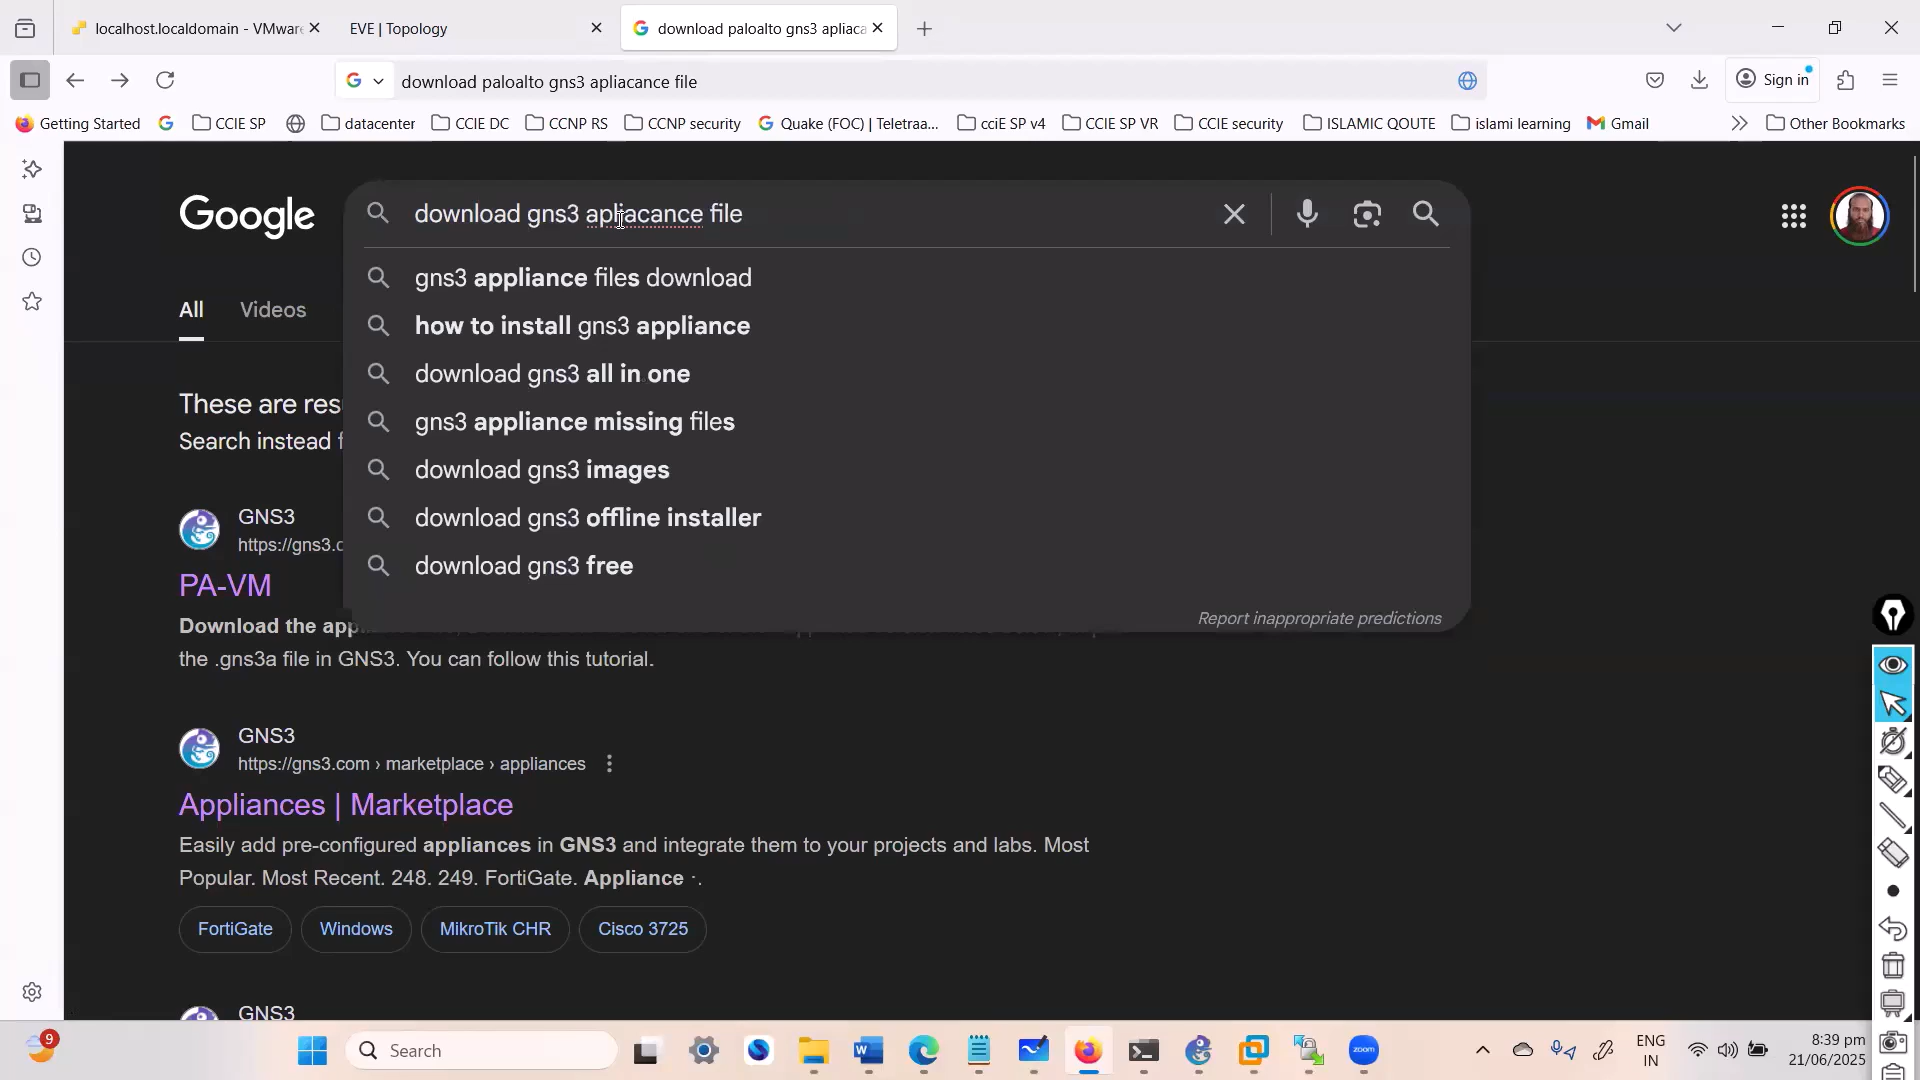 localhost.localdomain - VMware
EVE | Topology
download paloalto gns3 apliaca
download paloalto gns3 apliacance file
Sign in
Getting Started
CCIE SP
datacenter
CCIE DC
CCNP RS
CCNP security
Quake (FOC) | Teletraa...
cciE SP v4
CCIE SP VR
CCIE security
ISLAMIC QOUTE
islami learning
Gmail
Other Bookmarks
Google
download gns3 apliacance file
gns3 appliance files download
how to install gns3 appliance
download gns3 all in one
gns3 appliance missing files
download gns3 images
download gns3 offline installer
download gns3 free
Report inappropriate predictions
All
Videos
These are res
Search instead f
GNS3
https://gns3.c
PA-VM
Download the app
the .gns3a file in GNS3. You can follow this tutorial.
GNS3
https://gns3.com › marketplace › appliances
Appliances | Marketplace
Easily add pre-configured appliances in GNS3 and integrate them to your projects and labs. Most
Popular. Most Recent. 248. 249. FortiGate. Appliance ·.
FortiGate
Windows
MikroTik CHR
Cisco 3725
GNS3
9
Search
zoom
ENG
IN
8:39 pm
21/06/2025